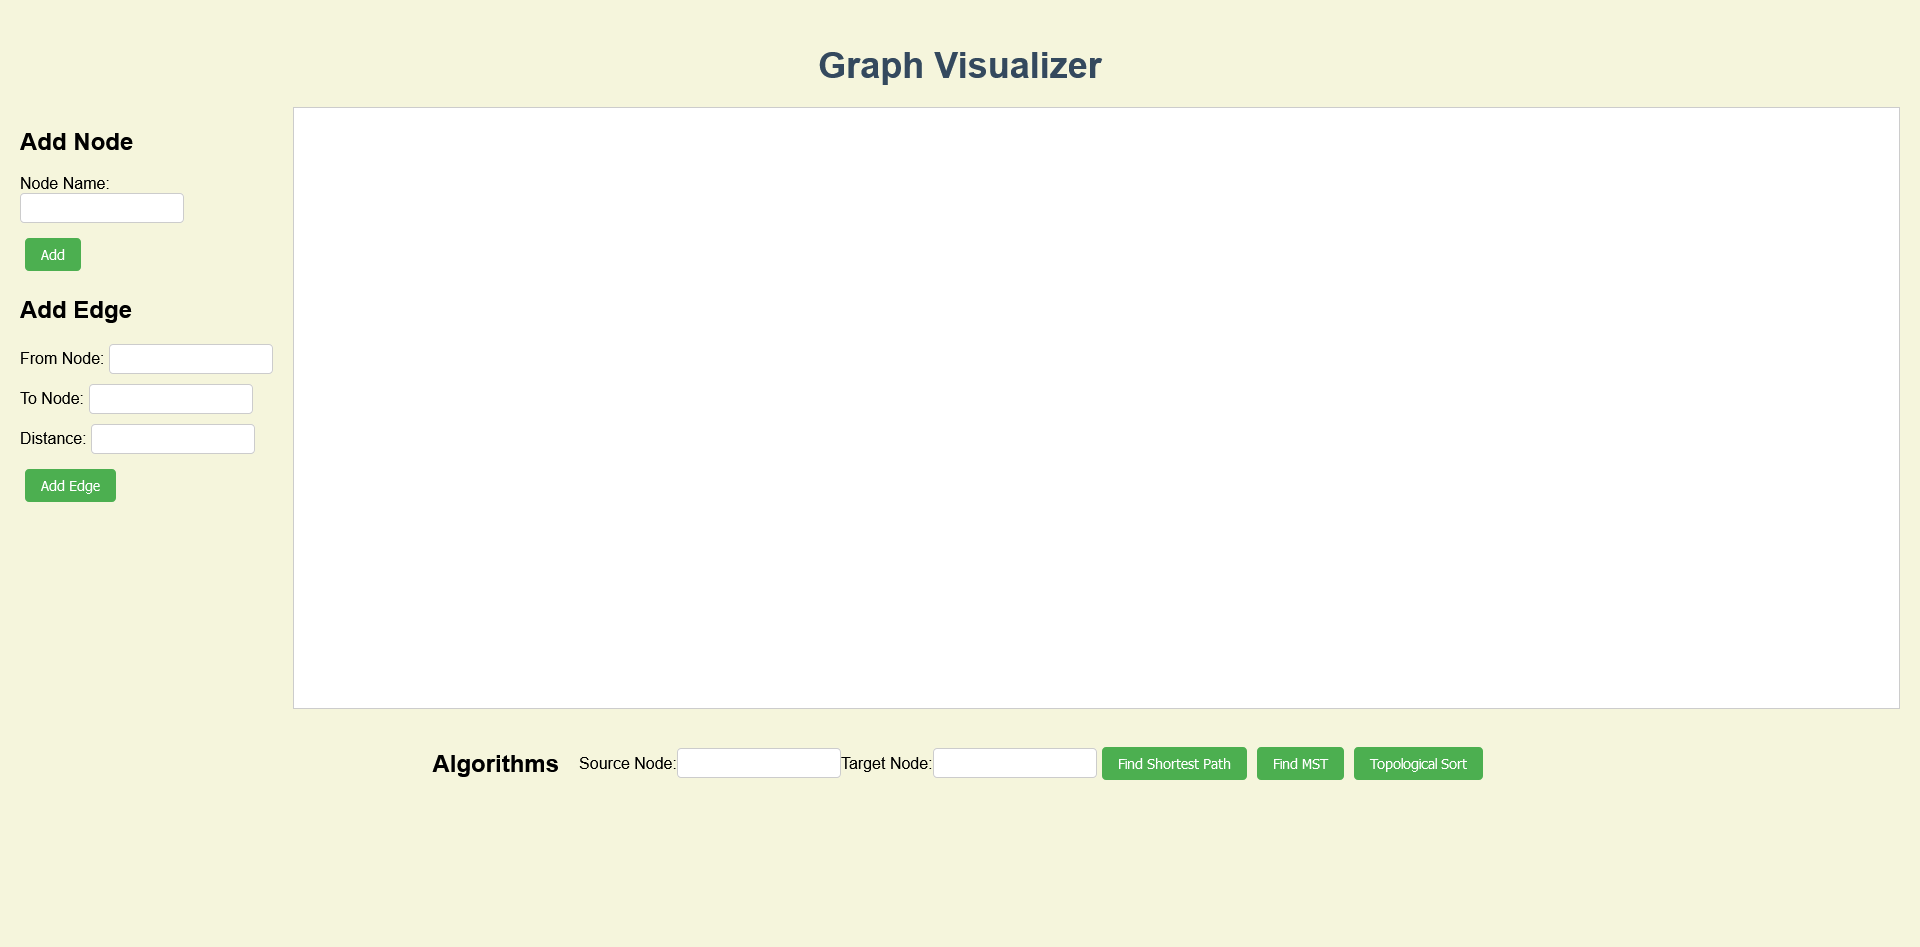 Graph Visualizer
Add Node
Node Name:
Add
Add Edge
From Node:
To Node:
Distance:
Add Edge
Algorithms Source Node: Target Node: Find Shortest Path Find MST Topological Sort